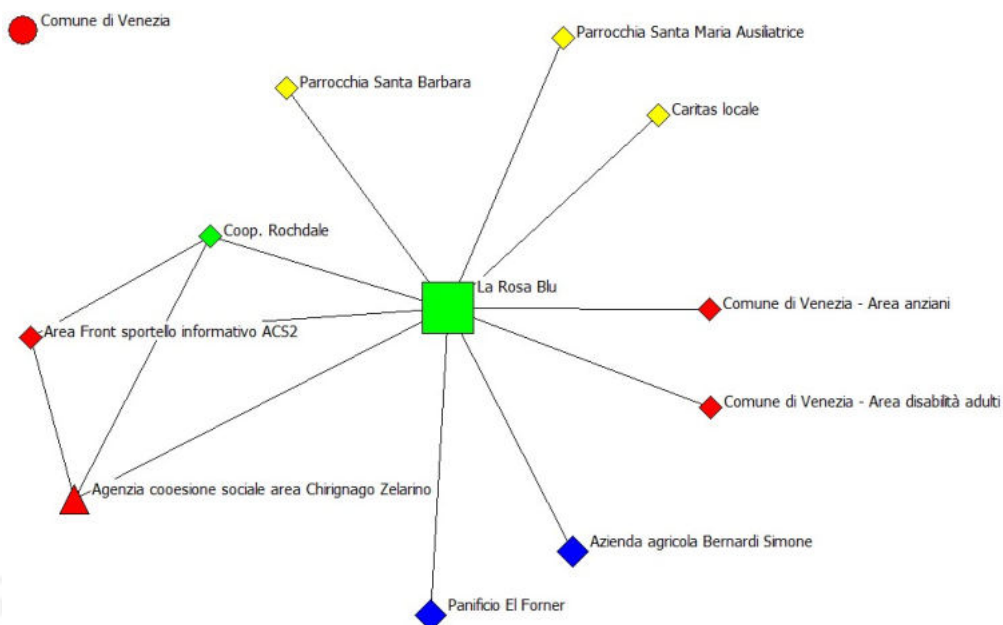 Comune di Venezia
Parrocchia Santa Maria Ausiliatrice
Parrocchia Santa Barbara
Caritas locale
Coop. Rochdale
La Rosa Blu
Comune di Venezia - Area anziani
Area Front sportello informativo ACS2
Comune di Venezia - Area disabilità adulti
Agenzia cooesione sociale area Chirignago Zelarino
Azienda agricola Bernardi Simone
Panificio El Forner